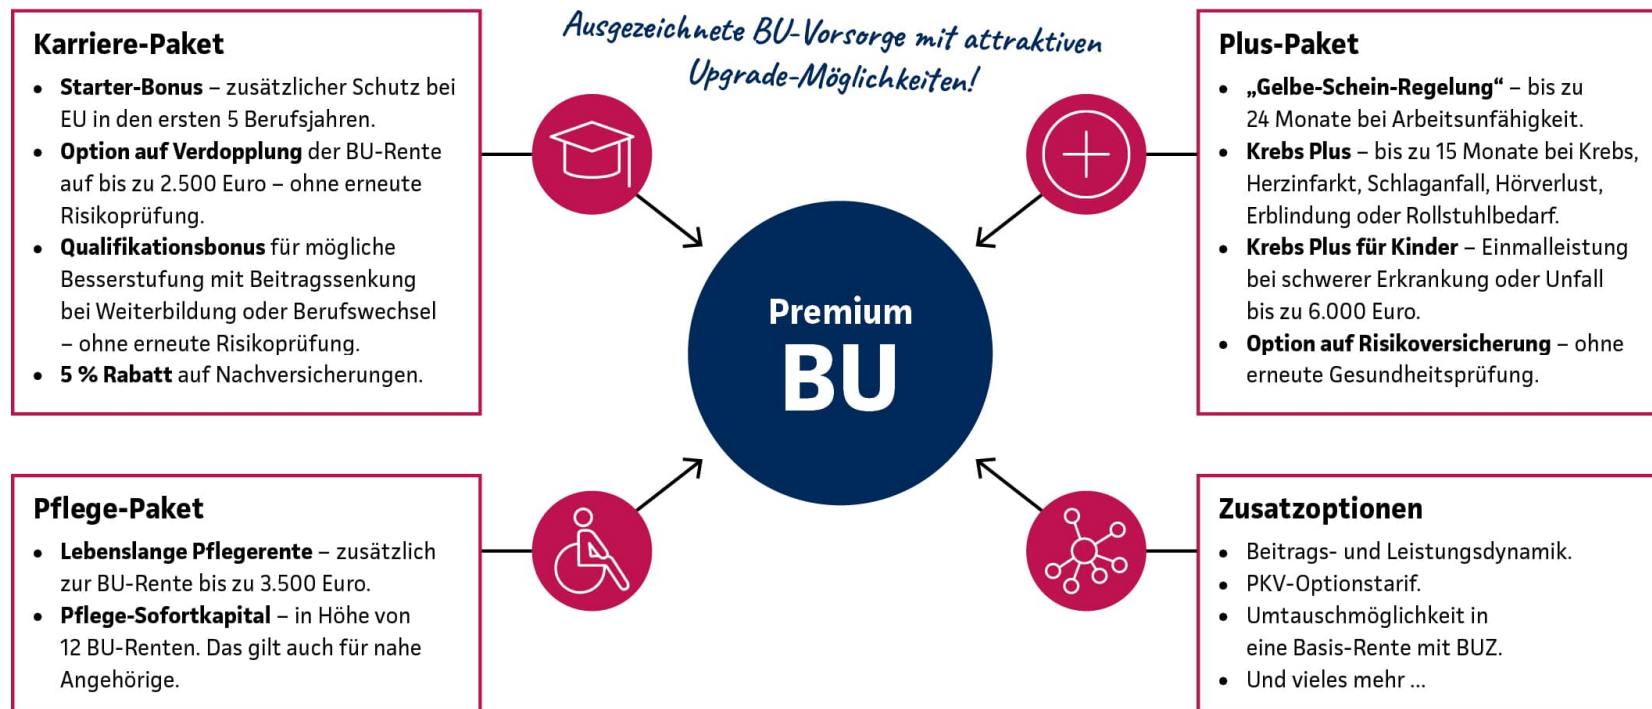 Ausgezeichnete BU-Vorsorge mit attraktiven
Upgrade-Möglichkeiten!
Karriere-Paket
• Starter-Bonus – zusätzlicher Schutz bei
EU in den ersten 5 Berufsjahren.
• Option auf Verdopplung der BU-Rente
auf bis zu 2.500 Euro – ohne erneute
Risikoprüfung.
• Qualifikationsbonus für mögliche
Besserstufung mit Beitragssenkung
bei Weiterbildung oder Berufswechsel
– ohne erneute Risikoprüfung.
• 5 % Rabatt auf Nachversicherungen.
Plus-Paket
• „Gelbe-Schein-Regelung“ – bis zu
24 Monate bei Arbeitsunfähigkeit.
• Krebs Plus – bis zu 15 Monate bei Krebs,
Herzinfarkt, Schlaganfall, Hörverlust,
Erblindung oder Rollstuhlbedarf.
• Krebs Plus für Kinder – Einmalleistung
bei schwerer Erkrankung oder Unfall
bis zu 6.000 Euro.
• Option auf Risikoversicherung – ohne
erneute Gesundheitsprüfung.
Premium
BU
Pflege-Paket
• Lebenslange Pflegerente – zusätzlich
zur BU-Rente bis zu 3.500 Euro.
• Pflege-Sofortkapital – in Höhe von
12 BU-Renten. Das gilt auch für nahe
Angehörige.
Zusatzoptionen
• Beitrags- und Leistungsdynamik.
• PKV-Optionstarif.
• Umtauschmöglichkeit in
eine Basis-Rente mit BUZ.
• Und vieles mehr ...